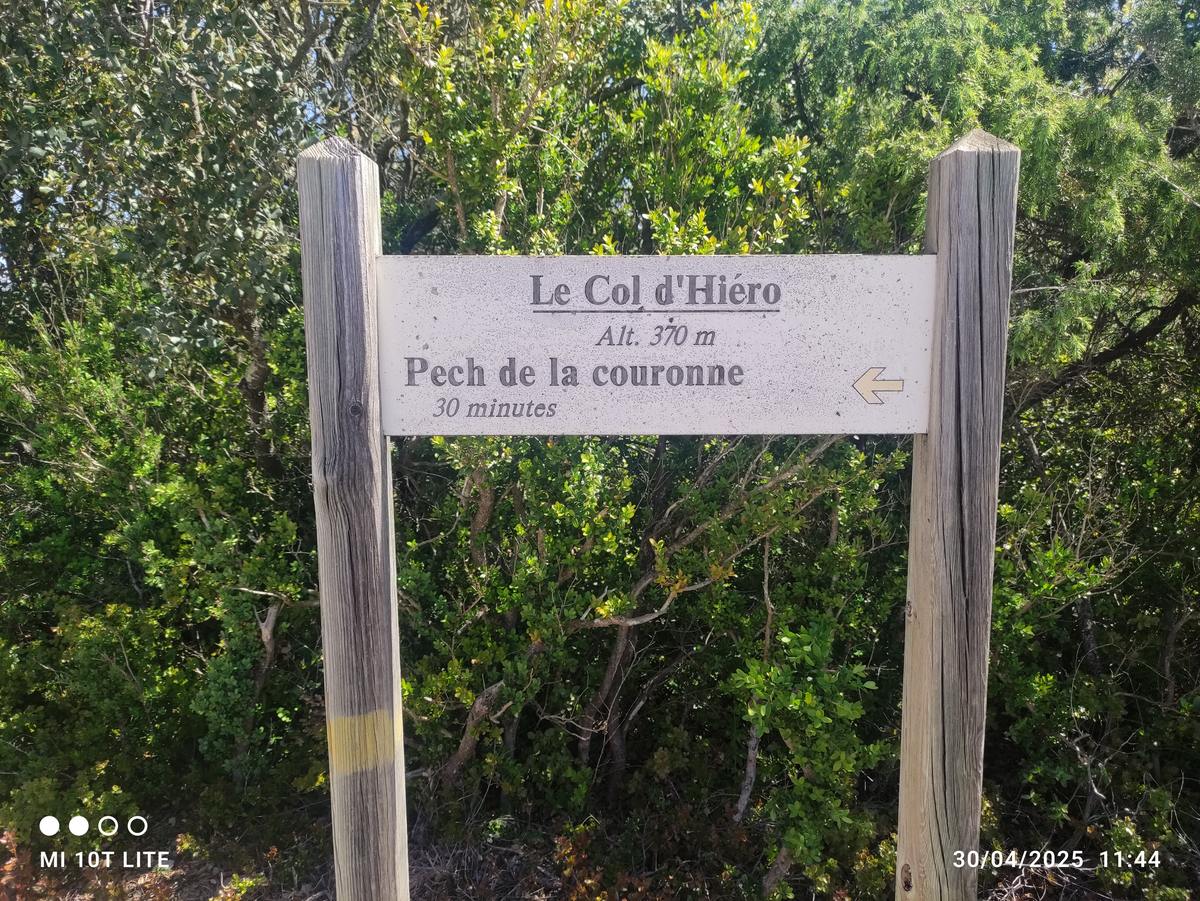 Le Col d'Hiéro
Alt. 370 m
Pech de la couronne
30 minutes
MI 10T LITE
30/04/2025 11:44